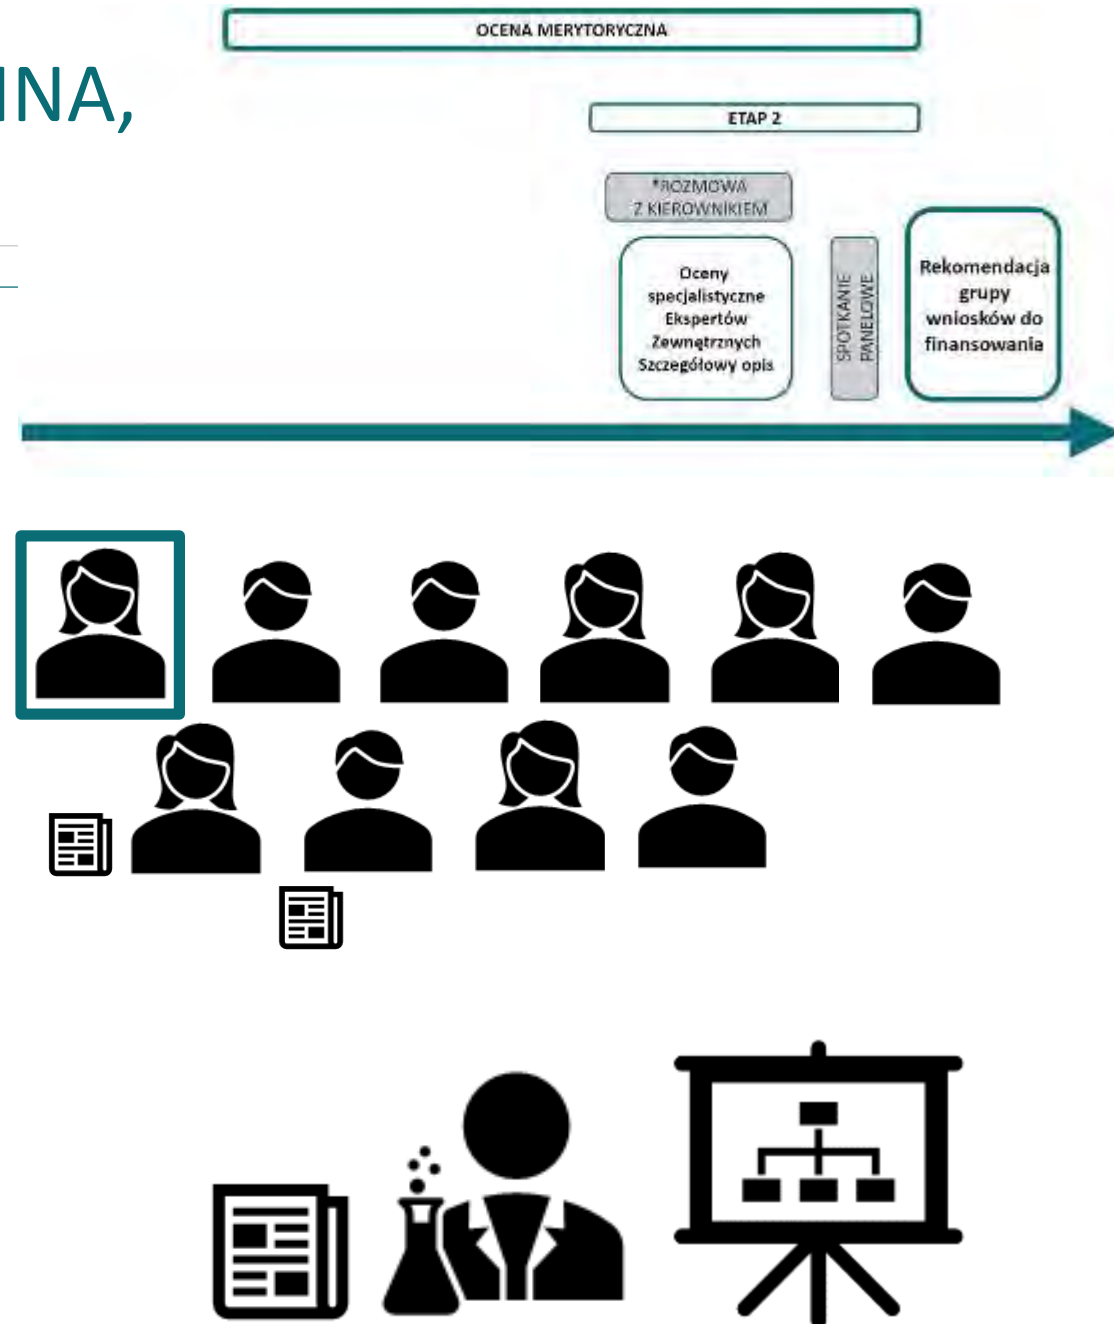 INNA,
OCENA MERYTORYCZNA
ETAP 2
*ROZMOWA
Z KIEROWNIKIEM
Oceny
specjalistyczne
Ekspertów
Zewnętrznych
Szczegółowy opis
SPOTKANIE
PANELOWE
Rekomendacja
grupy
wniosków do
finansowania